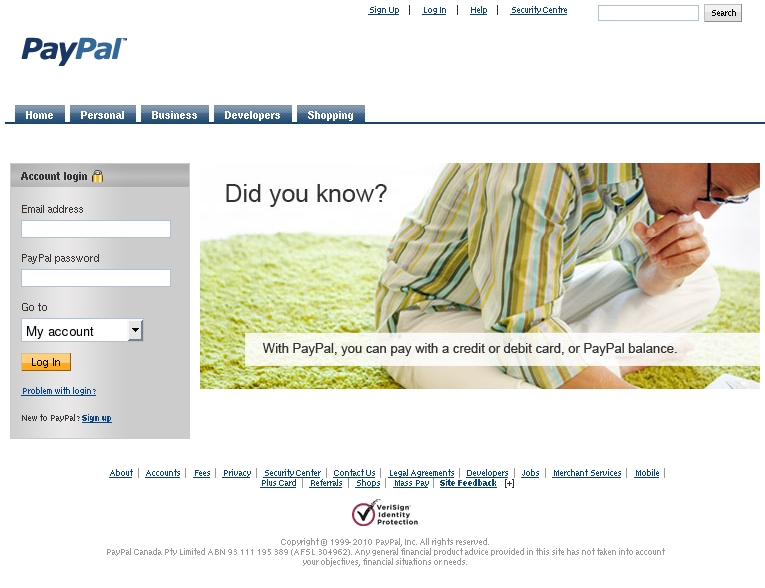 Sign Up | Log In | Help | Security Centre Search
PayPal™
Home Personal Business Developers Shopping
Account login
Did you know?
Email address
PayPal password
Go to
My account
With PayPal, you can pay with a credit or debit card, or PayPal balance.
Log In
Problem with login?
New to PayPal? Sign up
About | Accounts | Fees | Privacy | Security Center | Contact Us | Legal Agreements | Developers | Jobs | Merchant Services | Mobile |
Plus Card | Referrals | Shops | Mass Pay | Site Feedback [+]
VeriSign
Identity
Protection
Copyright © 1999-2010 PayPal, Inc. All rights reserved.
PayPal Canada Pty Limited ABN 93 111 195 389 (AFSL 304962). Any general financial product advice provided in this site has not taken into account
your objectives, financial situations or needs.